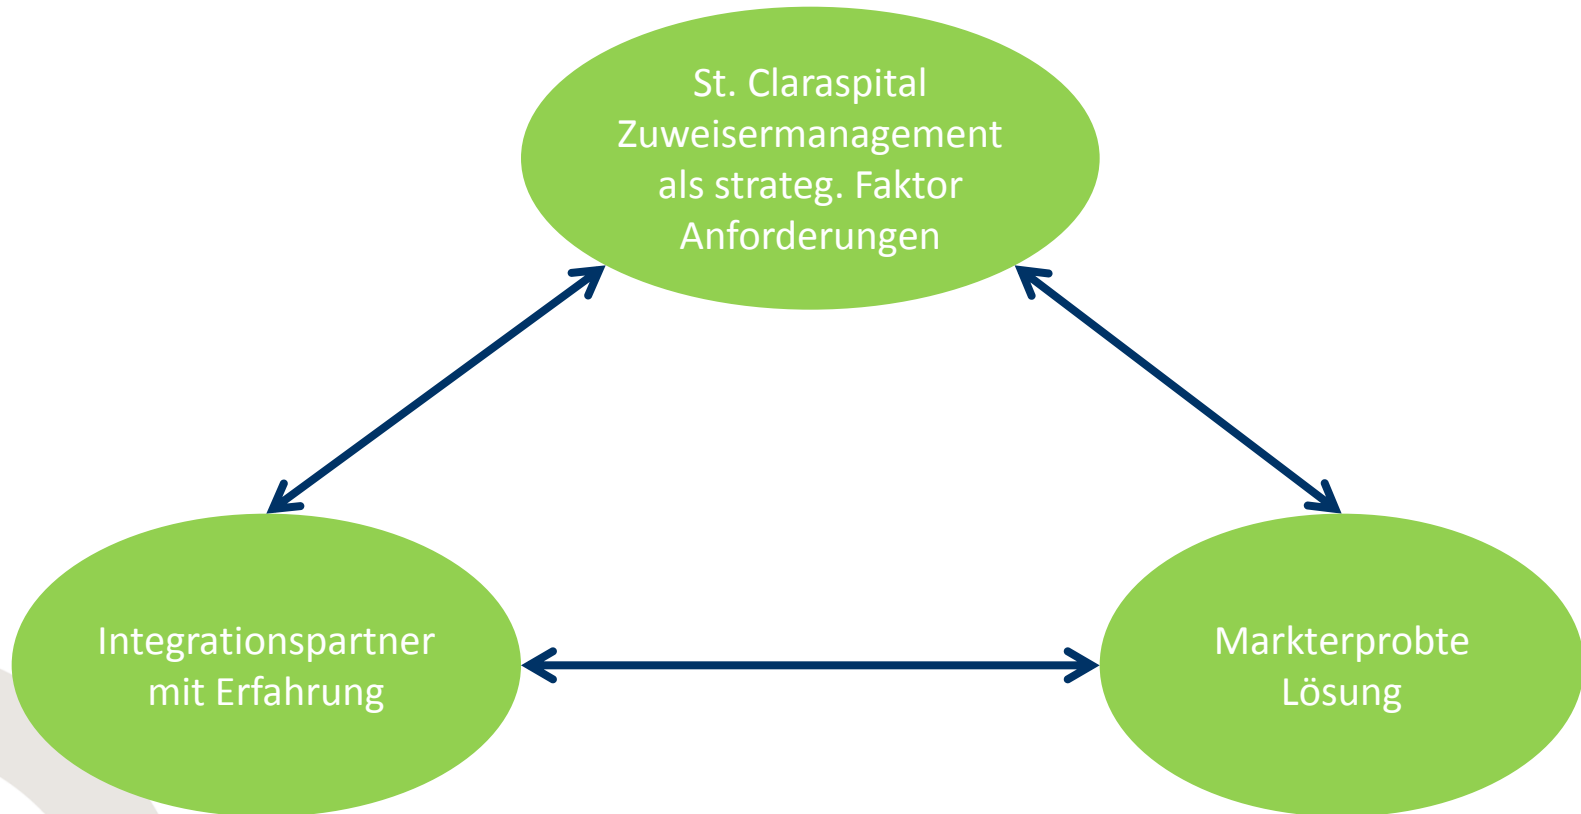 St. Claraspital
Zuweisermanagement
als strateg. Faktor
Anforderungen
Integrationspartner
mit Erfahrung
Markterprobte
Lösung